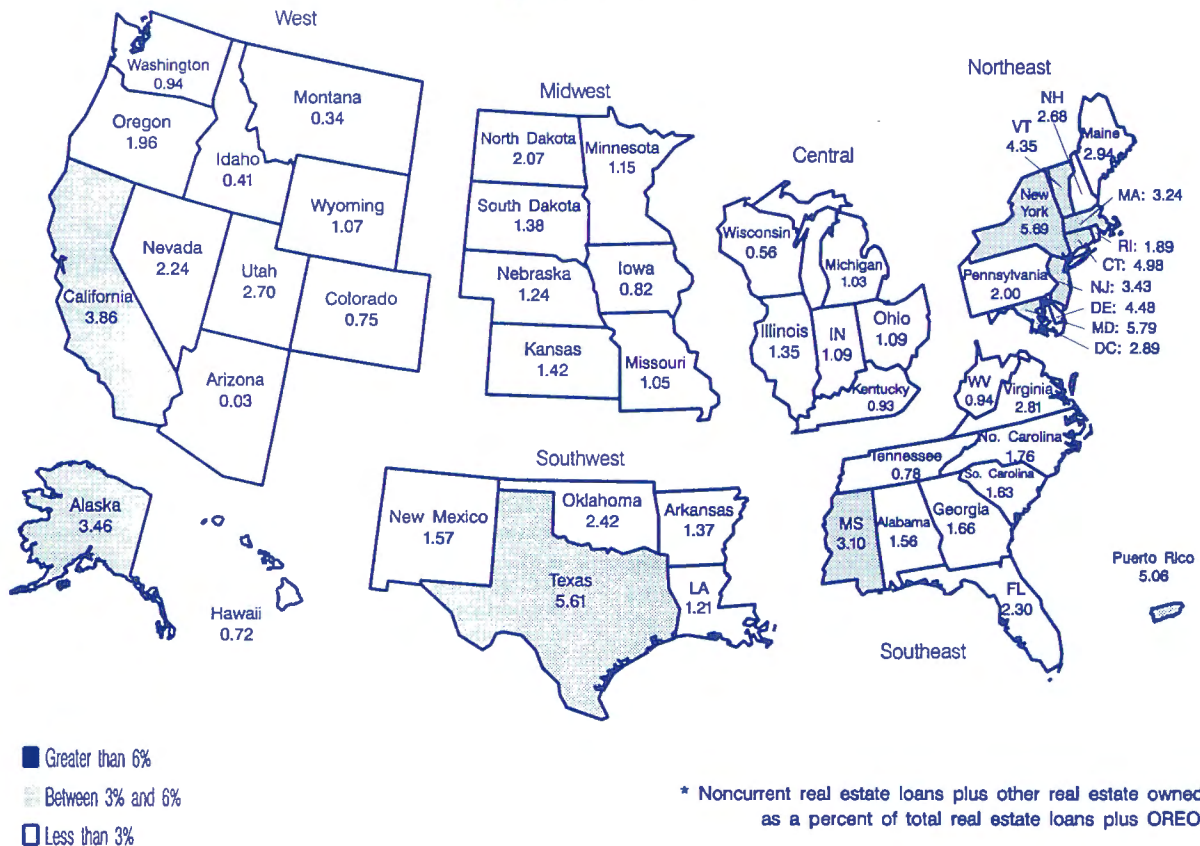 West
Washington
0.94
Montana
0.34
Oregon
1.96
Idaho
0.41
Wyoming
1.07
Nevada
2.24
Utah
2.70
Colorado
0.75
California
3.86
Arizona
0.03
Alaska
3.46
Hawaii
0.72
Midwest
North Dakota
2.07
Minnesota
1.15
South Dakota
1.38
Nebraska
1.24
Iowa
0.82
Kansas
1.42
Missouri
1.05
Central
Wisconsin
0.56
Michigan
1.03
Illinois
1.35
IN
1.09
Ohio
1.09
Kentucky
0.93
Northeast
NH
2.68
VT
4.35
Maine
2.94
New
York
5.69
MA: 3.24
RI: 1.89
CT: 4.98
Pennsylvania
2.00
NJ: 3.43
DE: 4.48
MD: 5.79
DC: 2.89
Southwest
New Mexico
1.57
Oklahoma
2.42
Arkansas
1.37
Texas
5.61
LA
1.21
WV
0.94
Virginia
2.81
No. Carolina
1.76
Tennessee
0.78
So. Carolina
1.63
MS
3.10
Alabama
1.56
Georgia
1.66
FL
2.30
Southeast
Puerto Rico
5.06
Greater than 6%
Between 3% and 6%
Less than 3%
* Noncurrent real estate loans plus other real estate owned
as a percent of total real estate loans plus OREO